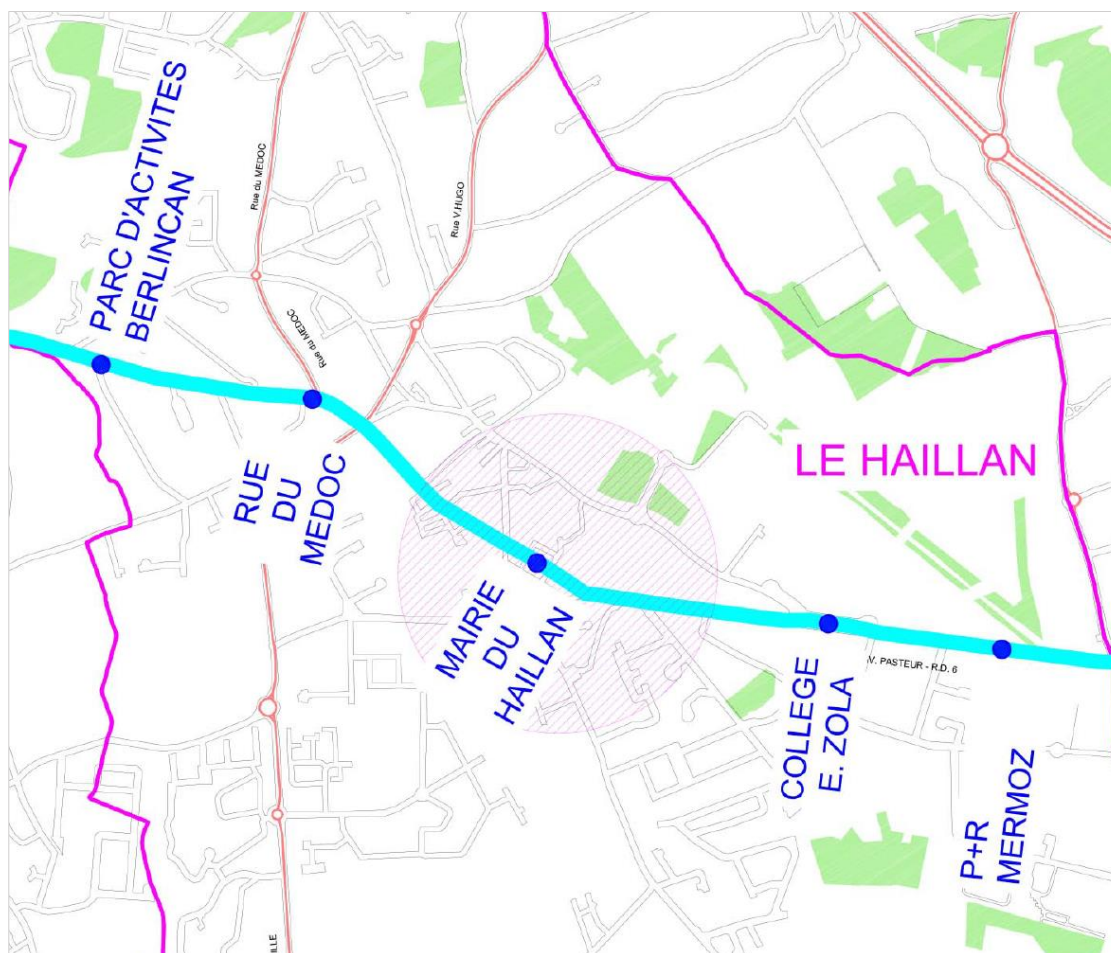 PARC D'ACTIVITES
BERLINCAN
Rue du MEDOC
Rue V.HUGO
Rue du MEDOC
RUE
DU
MEDOC
LE HAILLAN
MAIRIE
DU
HAILLAN
V. PASTEUR - R.D. 6
COLLEGE
E. ZOLA
P+R
MERMOZ
ILLE